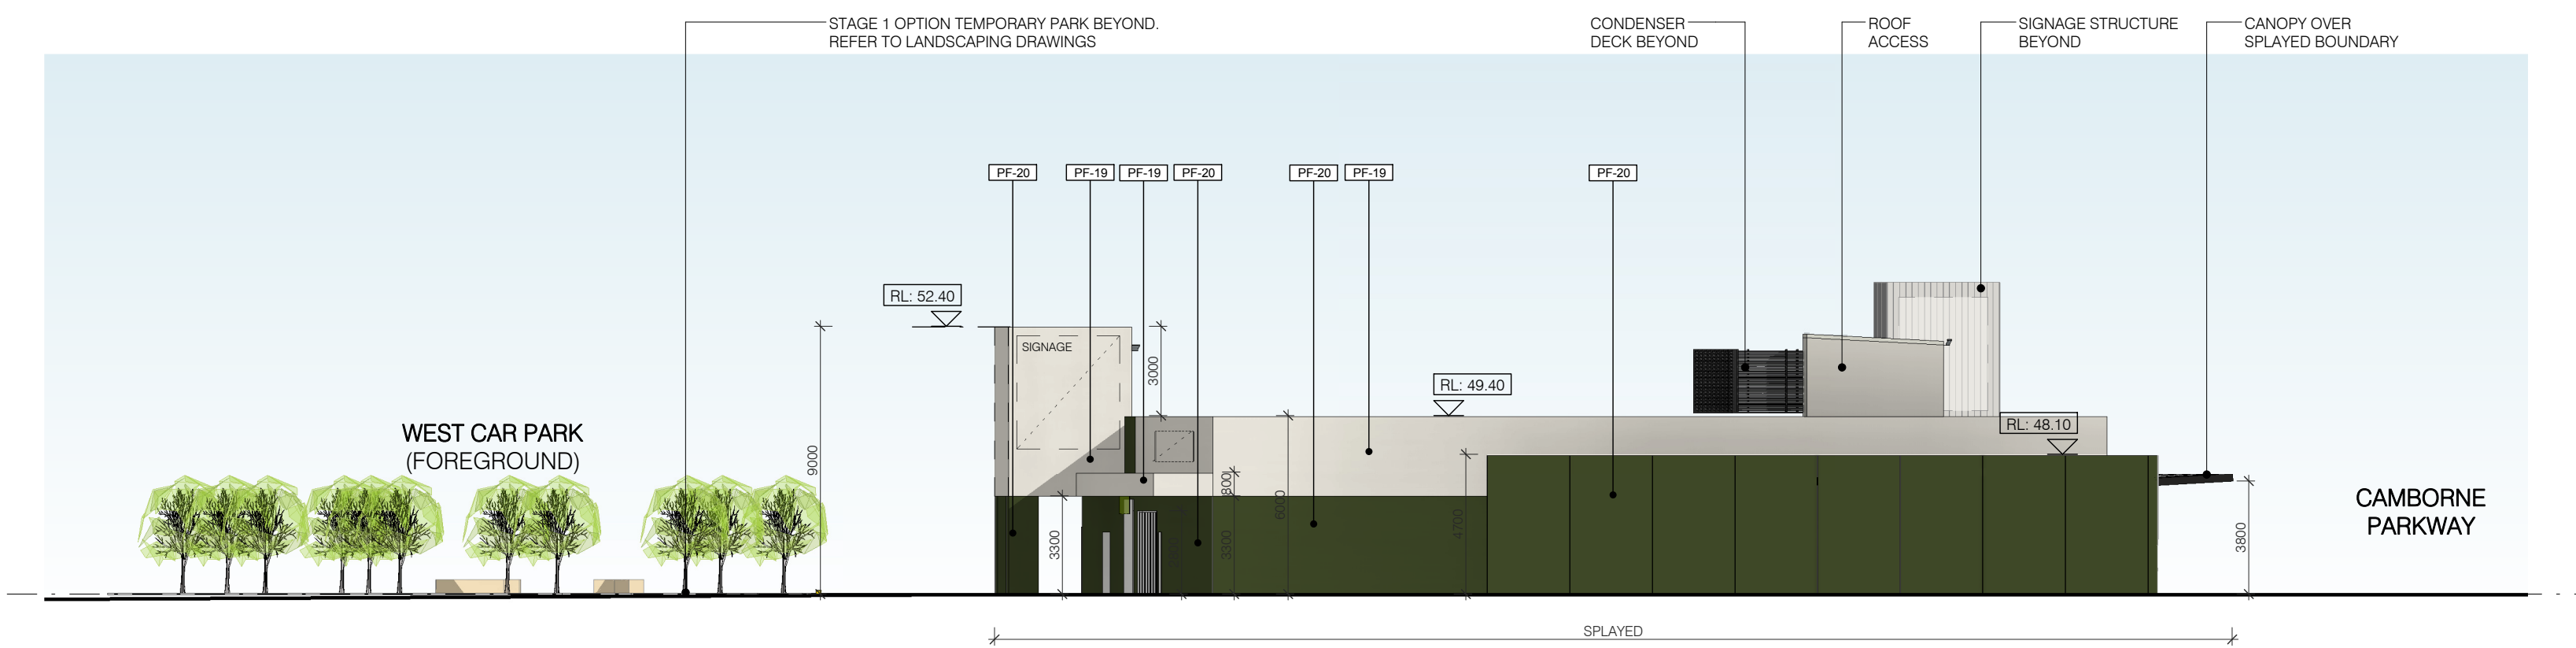 STAGE 1 OPTION TEMPORARY PARK BEYOND.
REFER TO LANDSCAPING DRAWINGS
CONDENSER
DECK BEYOND
ROOF
ACCESS
SIGNAGE STRUCTURE
BEYOND
CANOPY OVER
SPLAYED BOUNDARY
PF-20
PF-19
PF-19
PF-20
PF-20
PF-19
PF-20
RL: 52.40
SIGNAGE
3000
RL: 49.40
RL: 48.10
WEST CAR PARK
(FOREGROUND)
9000
800
6000
4700
3300
3300
3800
CAMBORNE
PARKWAY
SPLAYED